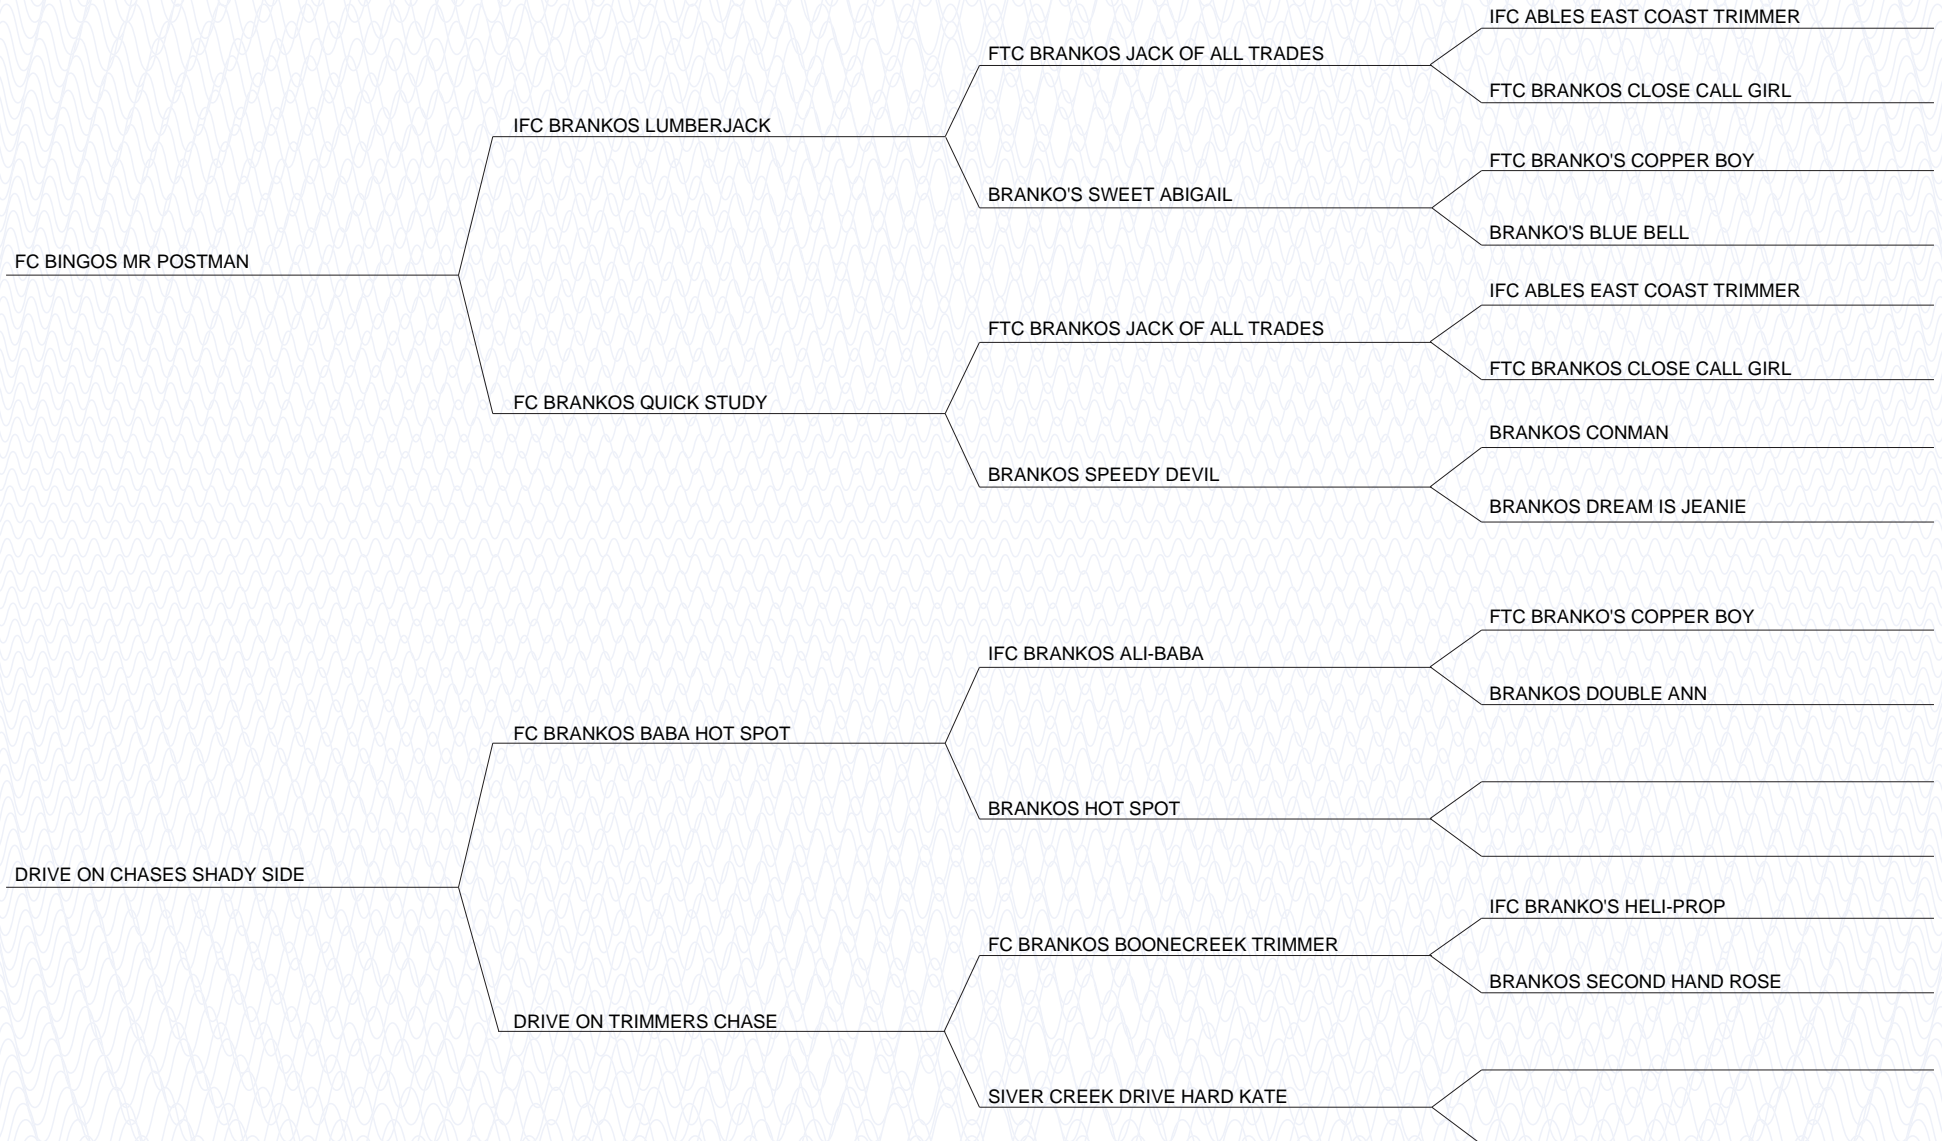 IFC ABLES EAST COAST TRIMMER
FTC BRANKOS JACK OF ALL TRADES
FTC BRANKOS CLOSE CALL GIRL
IFC BRANKOS LUMBERJACK
FTC BRANKO'S COPPER BOY
BRANKO'S SWEET ABIGAIL
BRANKO'S BLUE BELL
FC BINGOS MR POSTMAN
IFC ABLES EAST COAST TRIMMER
FTC BRANKOS JACK OF ALL TRADES
FTC BRANKOS CLOSE CALL GIRL
FC BRANKOS QUICK STUDY
BRANKOS CONMAN
BRANKOS SPEEDY DEVIL
BRANKOS DREAM IS JEANIE
FTC BRANKO'S COPPER BOY
IFC BRANKOS ALI-BABA
BRANKOS DOUBLE ANN
FC BRANKOS BABA HOT SPOT
BRANKOS HOT SPOT
DRIVE ON CHASES SHADY SIDE
IFC BRANKO'S HELI-PROP
FC BRANKOS BOONECREEK TRIMMER
BRANKOS SECOND HAND ROSE
DRIVE ON TRIMMERS CHASE
SIVER CREEK DRIVE HARD KATE